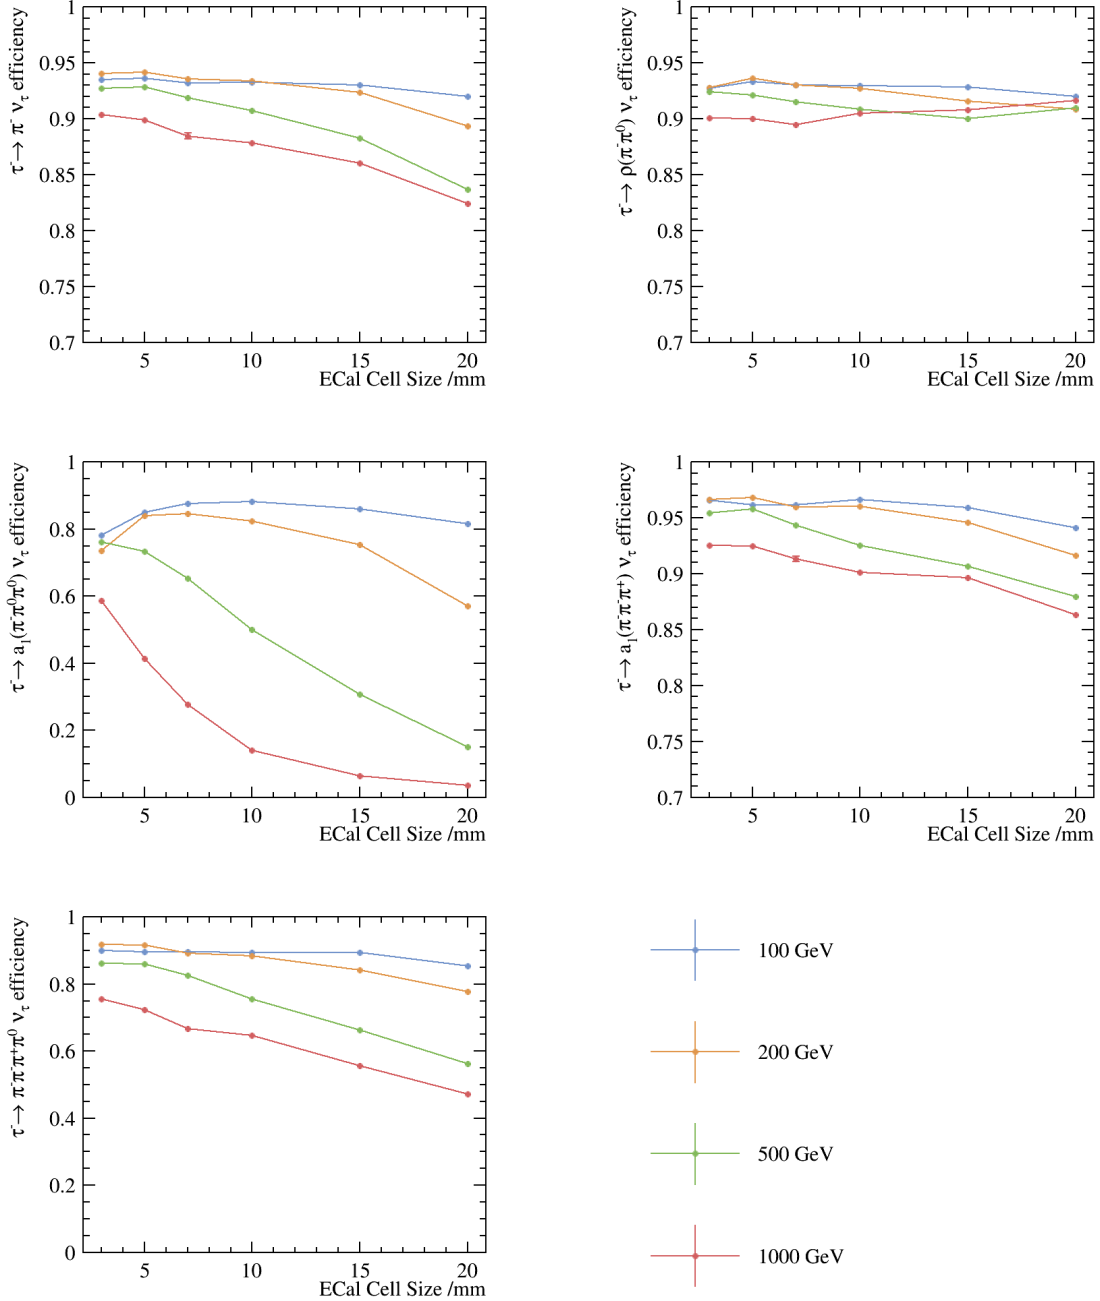 τ⁻→ π⁻ ν_τ efficiency
1
0.95
0.9
0.85
0.8
0.75
0.7
5 10 15 20
ECal Cell Size /mm
τ⁻→ ρ(π⁻π⁰) ν_τ efficiency
1
0.95
0.9
0.85
0.8
0.75
0.7
5 10 15 20
ECal Cell Size /mm
τ⁻→ a₁(π⁻π⁰π⁰) ν_τ efficiency
1
0.8
0.6
0.4
0.2
0
5 10 15 20
ECal Cell Size /mm
τ⁻→ a₁(π⁻π⁻π⁺) ν_τ efficiency
1
0.95
0.9
0.85
0.8
0.75
0.7
5 10 15 20
ECal Cell Size /mm
τ⁻→ π⁻π⁻π⁺π⁰ ν_τ efficiency
1
0.8
0.6
0.4
0.2
0
5 10 15 20
ECal Cell Size /mm
100 GeV
200 GeV
500 GeV
1000 GeV